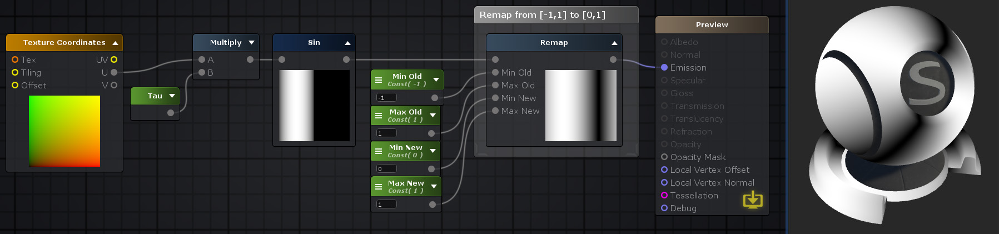 Texture Coordinates
Tex
UV
Tiling
U
Offset
V
Tau
Multiply
A
B
Sin
Min Old
Const( -1 )
-1
Max Old
Const( 1 )
1
Min New
Const( 0 )
0
Max New
Const( 1 )
1
Remap from [-1,1] to [0,1]
Remap
Min Old
Max Old
Min New
Max New
Preview
Albedo
Normal
Emission
Specular
Gloss
Transmission
Translucency
Refraction
Opacity
Opacity Mask
Local Vertex Offset
Local Vertex Normal
Tessellation
Debug
S